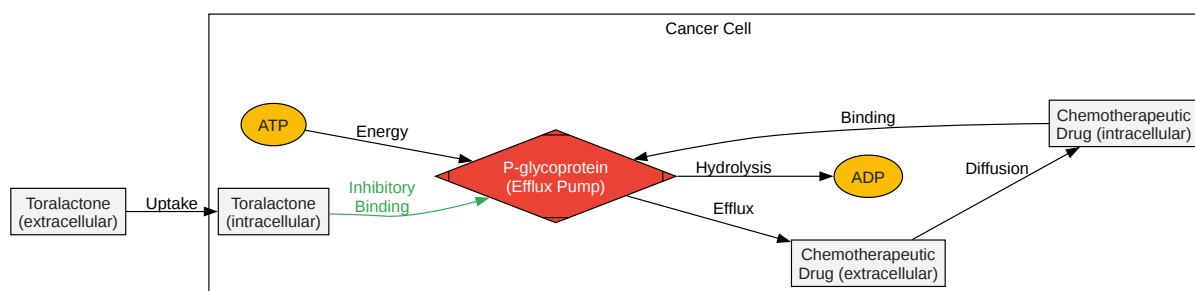 Cancer Cell
ATP
Energy
Binding
Chemotherapeutic
Drug (intracellular)
P-glycoprotein
(Efflux Pump)
Hydrolysis
ADP
Diffusion
Toralactone
(extracellular)
Uptake
Toralactone
(intracellular)
Inhibitory
Binding
Efflux
Chemotherapeutic
Drug (extracellular)